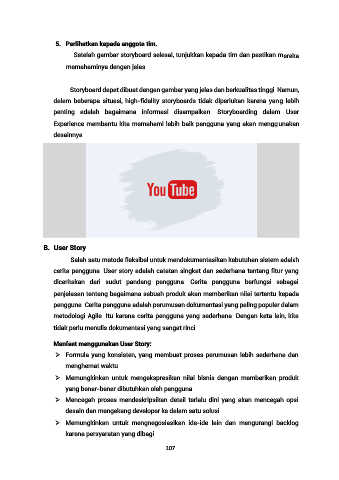 5. Perlihatkan kepada anggota tim.
Setelah gambar storyboard selesai, tunjukkan kepada tim dan pastikan mereka
memahaminya dengan jelas
Storyboard dapat dibuat dengan gambar yang jelas dan berkualitas tinggi Namun,
dalam beberapa situasi, high-fidelity storyboards tidak diperlukan karena yang lebih
penting adalah bagaimana informasi disampaikan Storyboarding dalam User
Experience membantu kita memahami lebih baik pengguna yang akan menggunakan
desainnya
YouTube
B. User Story
Salah satu metode fleksibel untuk mendokumentasikan kebutuhan sistem adalah
cerita pengguna User story adalah catatan singkat dan sederhana tentang fitur yang
diceritakan dari sudut pandang pengguna Cerita pengguna berfungsi sebagai
penjelasan tentang bagaimana sebuah produk akan memberikan nilai tertentu kepada
pengguna Cerita pengguna adalah perumusan dokumentasi yang paling populer dalam
metodologi Agile Itu karena cerita pengguna yang sederhana Dengan kata lain, kita
tidak perlu menulis dokumentasi yang sangat rinci
Manfaat menggunakan User Story:
➢ Formula yang konsisten, yang membuat proses perumusan lebih sederhana dan
menghemat waktu
➢ Memungkinkan untuk mengekspresikan nilai bisnis dengan memberikan produk
yang benar-benar dibutuhkan oleh pengguna
➢ Mencegah proses mendeskripsikan detail terlalu dini yang akan mencegah opsi
desain dan mengekang developer ke dalam satu solusi
➢ Memungkinkan untuk mengnegosiasikan ide-ide lain dan mengurangi backlog
karena persyaratan yang dibagi
107